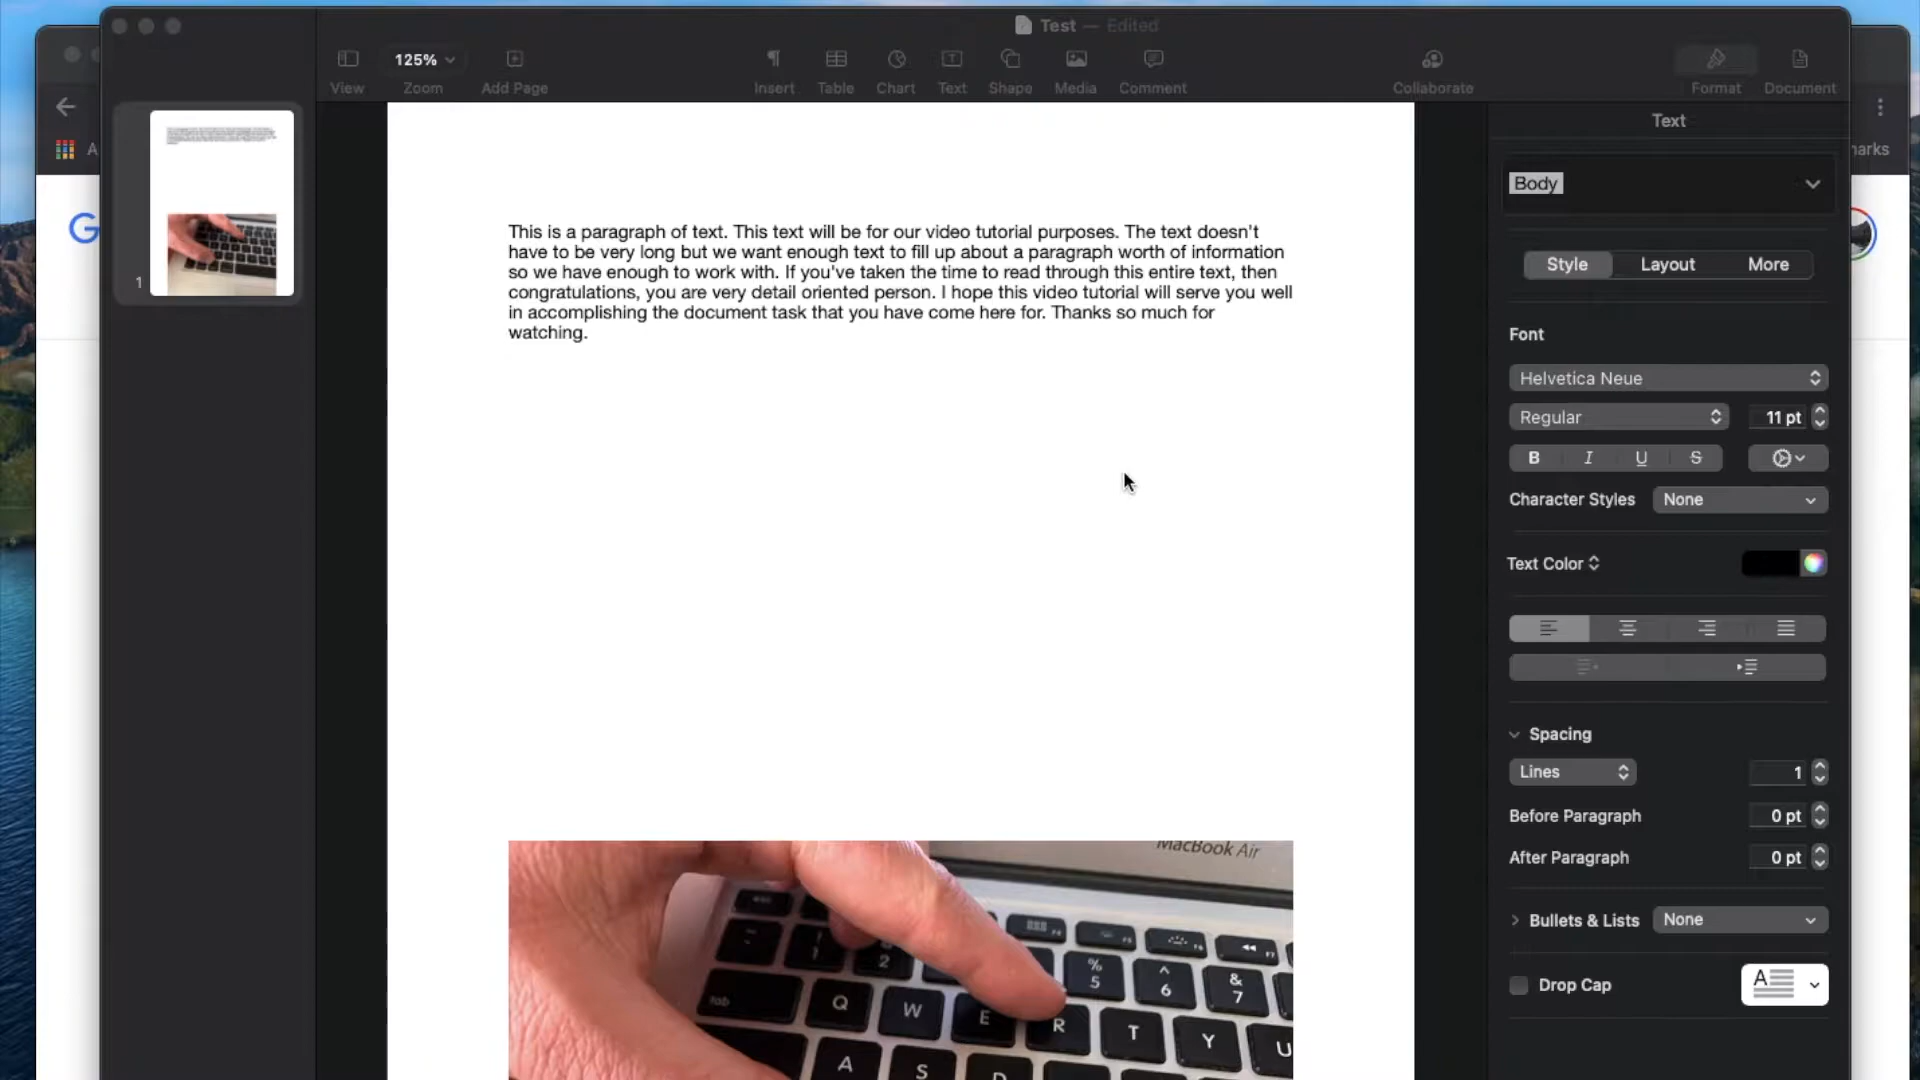 Test — Edited
125%
View
Zoom
Add Page
Insert
Table
Chart
Text
Shape
Media
Comment
Collaborate
Format
Document
A
arks
G
1
This is a paragraph of text. This text will be for our video tutorial purposes. The text doesn't
have to be very long but we want enough text to fill up about a paragraph worth of information
so we have enough to work with. If you've taken the time to read through this entire text, then
congratulations, you are very detail oriented person. I hope this video tutorial will serve you well
in accomplishing the document task that you have come here for. Thanks so much for
watching.
MacBook Air
% 5
^ 6
& 7
2
tab
Q W E R T Y U
A S D
Text
Body
Style Layout More
Font
Helvetica Neue
Regular 11 pt
B I U S
Character Styles None
Text Color
Spacing
Lines 1
Before Paragraph 0 pt
After Paragraph 0 pt
Bullets & Lists None
Drop Cap A